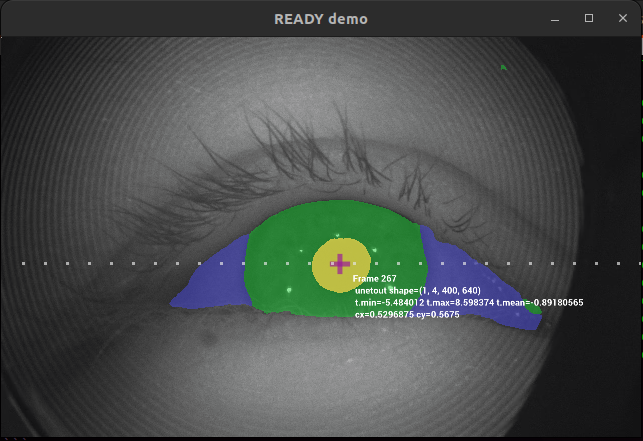 READY demo
Frame 267
unetout shape=(1, 4, 400, 640)
t.min=-5.484012 t.max=8.598374 t.mean=-0.89180565
cx=0.5296875 cy=0.5675